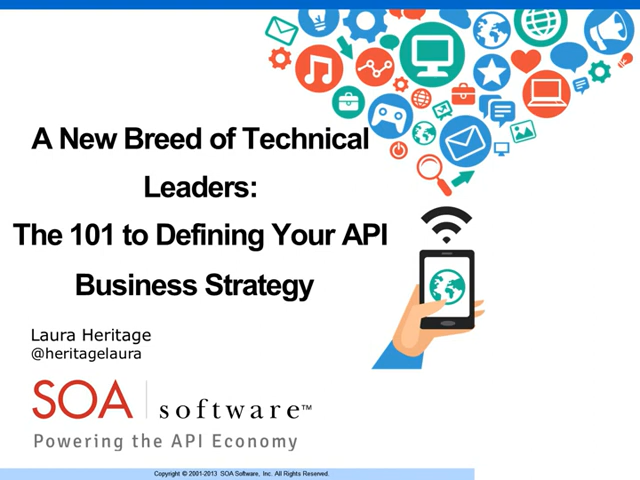 A New Breed of Technical
Leaders:
The 101 to Defining Your API
Business Strategy
Laura Heritage
@heritagelaura
SOA software™
Powering the API Economy
Copyright © 2001-2013 SOA Software, Inc. All Rights Reserved.